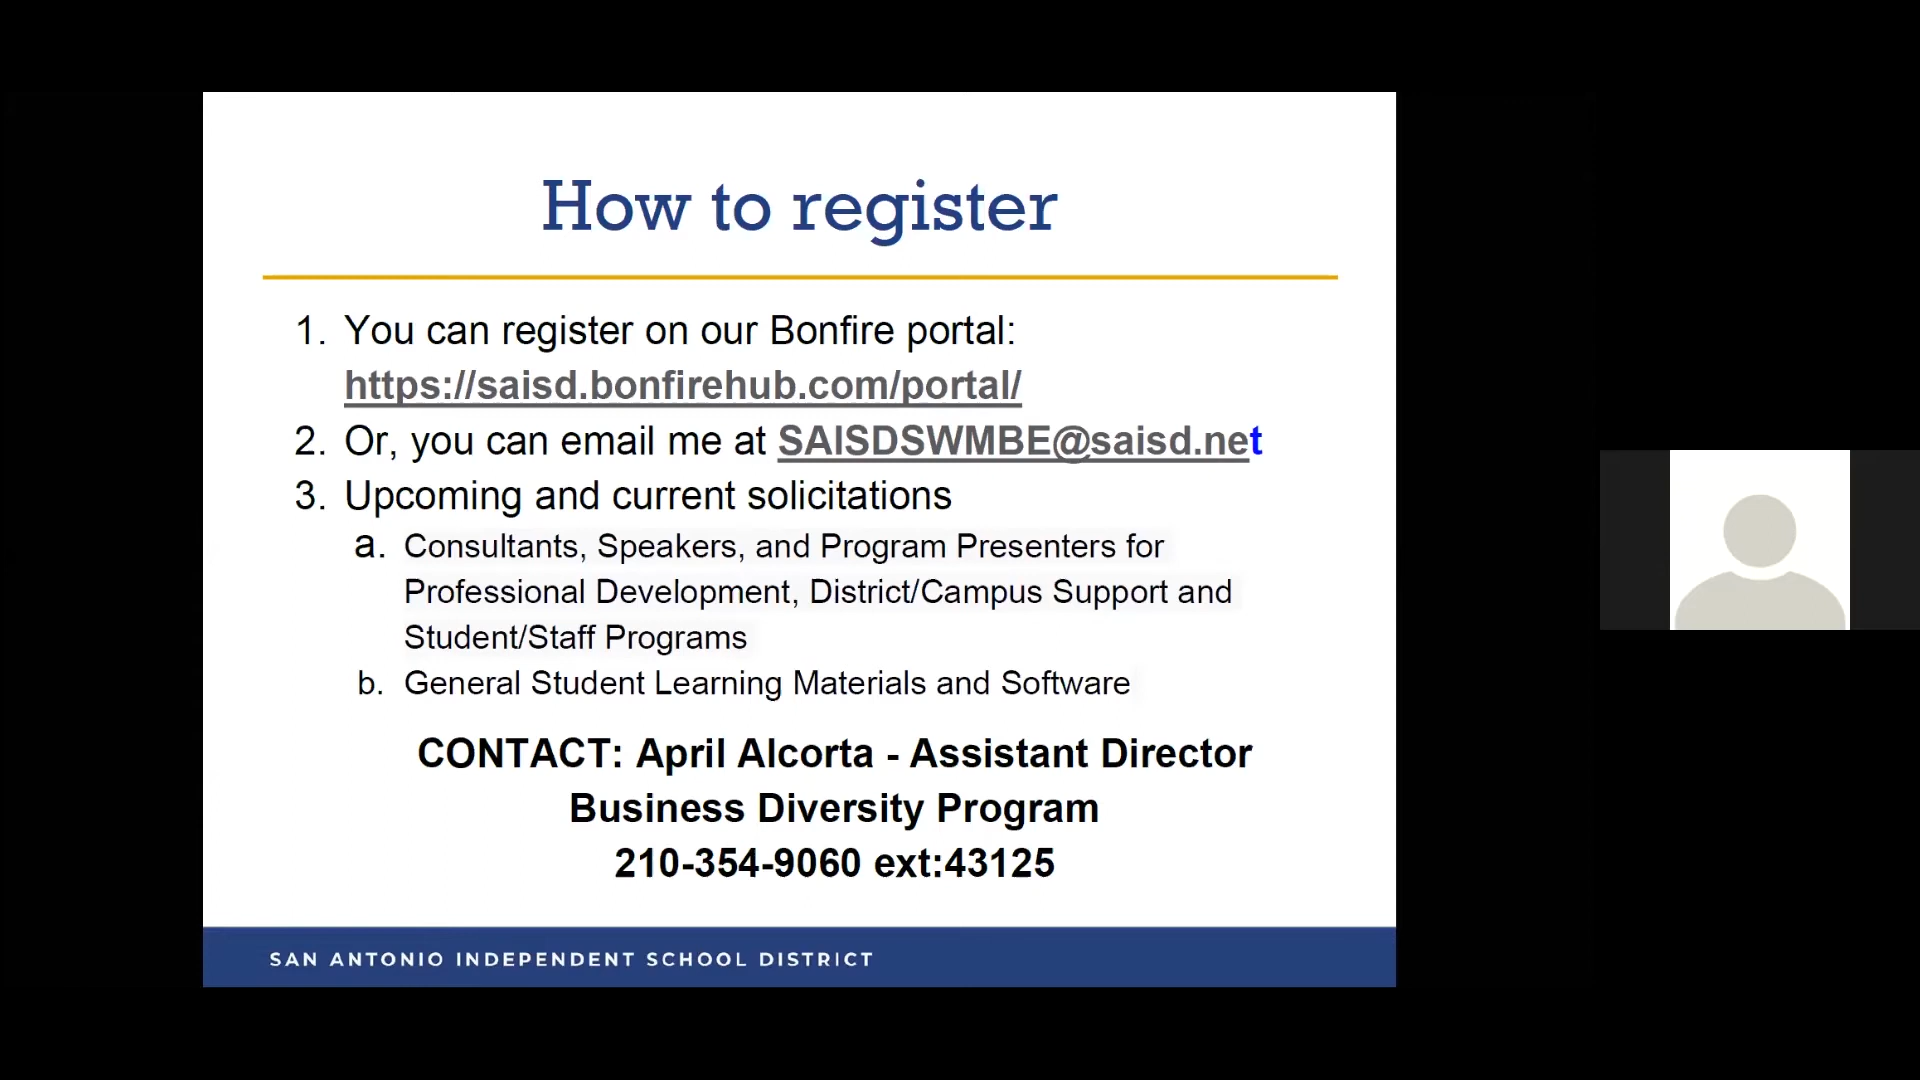 How to register
1. You can register on our Bonfire portal:
https://saisd.bonfirehub.com/portal/
2. Or, you can email me at SAISDSWMBE@saisd.net
3. Upcoming and current solicitations
a. Consultants, Speakers, and Program Presenters for
Professional Development, District/Campus Support and
Student/Staff Programs
b. General Student Learning Materials and Software
CONTACT: April Alcorta - Assistant Director
Business Diversity Program
210-354-9060 ext:43125
SAN ANTONIO INDEPENDENT SCHOOL DISTRICT